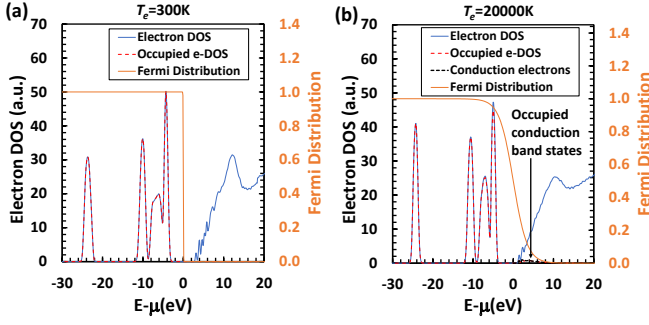 (a)
Te=300K
70
60
50
40
30
20
10
0
Electron DOS (a.u.)
Electron DOS
Occupied e-DOS
Fermi Distribution
1.4
1.2
1.0
0.8
0.6
0.4
0.2
0.0
Fermi Distribution
-30 -20 -10 0 10 20
E-μ(eV)
(b)
Te=20000K
70
60
50
40
30
20
10
0
Electron DOS (a.u.)
Electron DOS
Occupied e-DOS
Conduction electrons
Fermi Distribution
Occupied
conduction
band states
1.4
1.2
1.0
0.8
0.6
0.4
0.2
0.0
Fermi Distribution
-30 -20 -10 0 10 20
E-μ(eV)